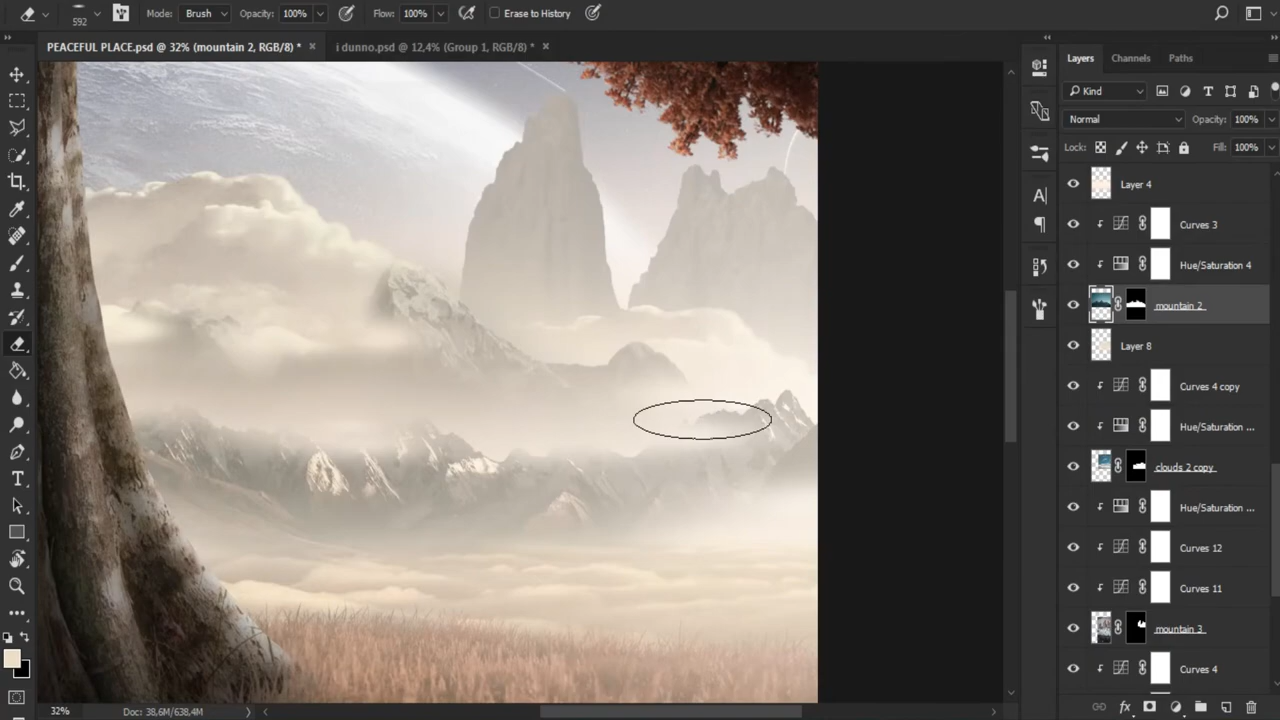 592
Mode: Brush Opacity: 100% Flow: 100% Erase to History
PEACEFUL PLACE.psd @ 32% (mountain 2, RGB/8) * ×
i dunno.psd @ 12,4% (Group 1, RGB/8) * ×
Layers Channels Paths
Kind
Normal Opacity: 100%
Lock: Fill: 100%
Layer 4
Curves 3
Hue/Saturation 4
mountain 2
Layer 8
Curves 4 copy
Hue/Saturation ...
clouds 2 copy
Hue/Saturation ...
Curves 12
Curves 11
mountain 3
Curves 4
32% Doc: 38,6M/638,4M